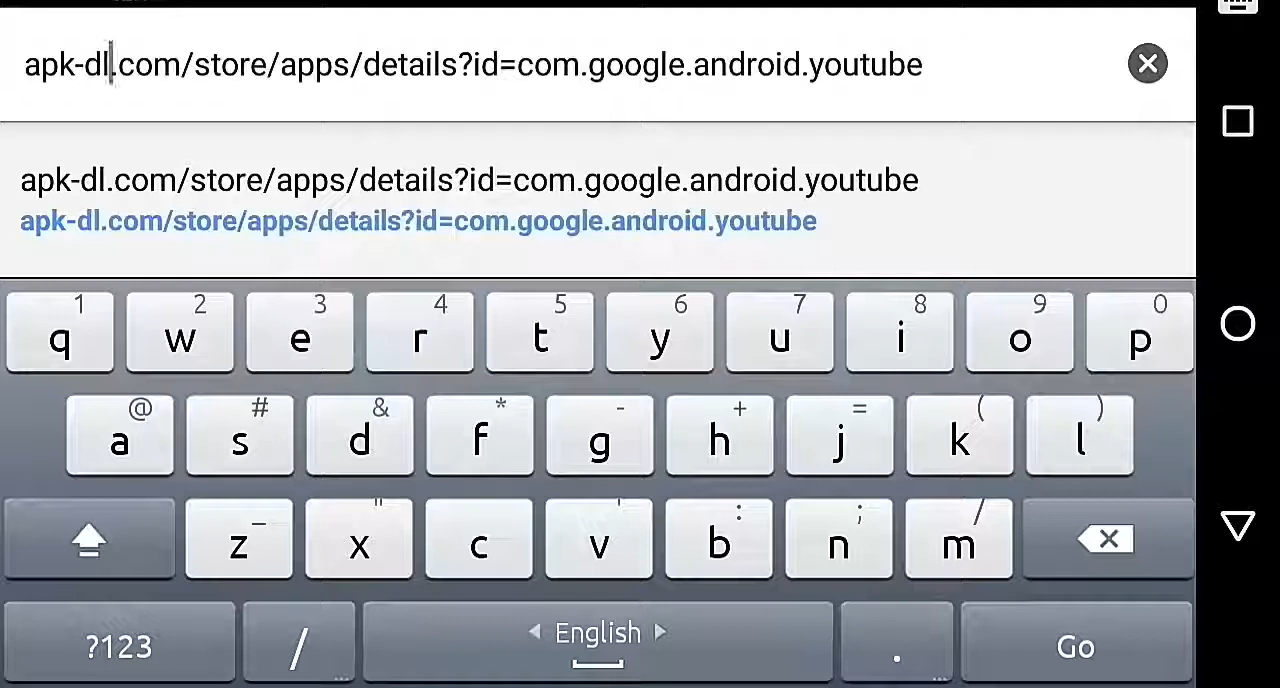 apk-dl.com/store/apps/details?id=com.google.android.youtube
apk-dl.com/store/apps/details?id=com.google.android.youtube
apk-dl.com/store/apps/details?id=com.google.android.youtube
1 2 3 4 5 6 7 8 9 0
q w e r t y u i o p
@ # & * - + = ( )
a s d f g h j k l
_ " ' : ; /
z x c v b n m
?123 / English . Go